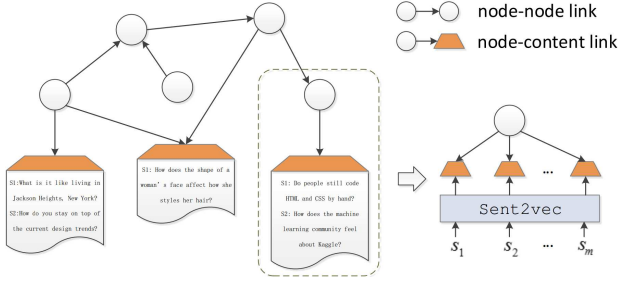 node-node link
node-content link
S1:What is it like living in
Jackson Heights, New York?
S2:How do you stay on top of
the current design trends?
S1: How does the shape of a
woman's face affect how she
styles her hair?
S1: Do people still code
HTML and CSS by hand?
S2: How does the machine
learning community feel
about Kaggle?
...
Sent2vec
s1 s2 ... sm